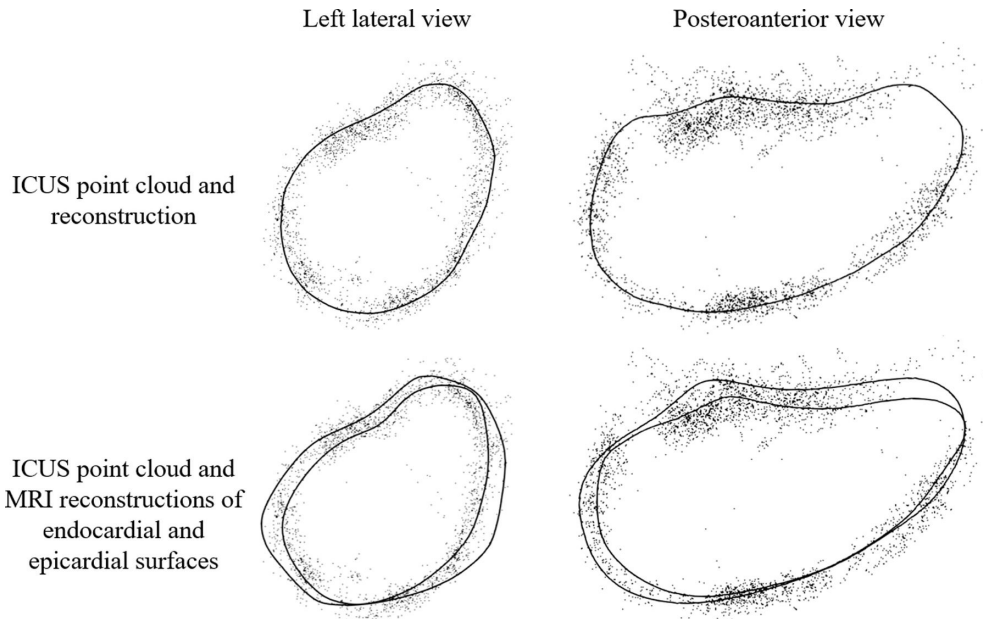 Left lateral view
Posteroanterior view
ICUS point cloud and
reconstruction
ICUS point cloud and
MRI reconstructions of
endocardial and
epicardial surfaces